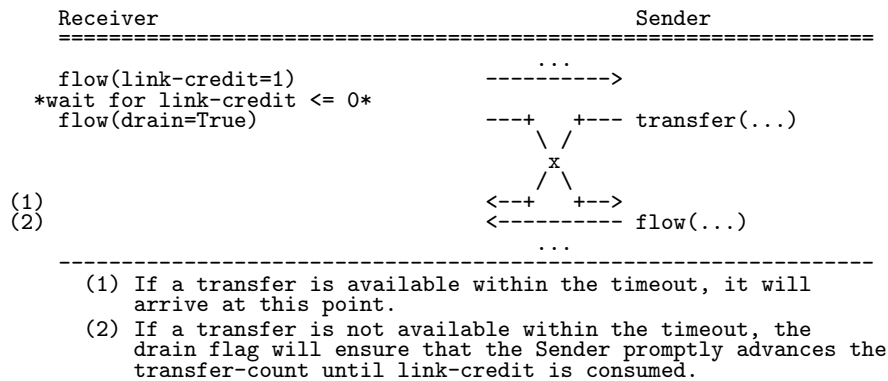 Receiver                                                Sender
=================================================================
                                      ...
flow(link-credit=1)               ---------->
*wait for link-credit <= 0*
flow(drain=True)                  ---+   +--- transfer(...)
                                      \ /
                                       x
                                      / \
(1)                               <--+   +-->
(2)                               <---------- flow(...)
                                      ...
-----------------------------------------------------------------
(1) If a transfer is available within the timeout, it will
arrive at this point.
(2) If a transfer is not available within the timeout, the
drain flag will ensure that the Sender promptly advances the
transfer-count until link-credit is consumed.